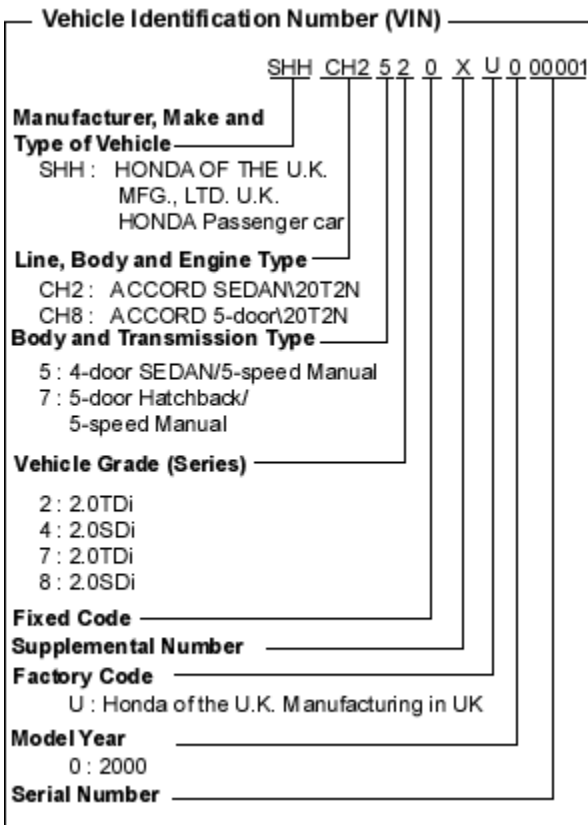 Vehicle Identification Number (VIN)
SHH CH2 5 2 0 X U 0 00001
Manufacturer, Make and
Type of Vehicle
SHH : HONDA OF THE U.K.
MFG., LTD. U.K.
HONDA Passenger car
Line, Body and Engine Type
CH2 : ACCORD SEDAN\20T2N
CH8 : ACCORD 5-door\20T2N
Body and Transmission Type
5 : 4-door SEDAN/5-speed Manual
7 : 5-door Hatchback/
5-speed Manual
Vehicle Grade (Series)
2 : 2.0TDi
4 : 2.0SDi
7 : 2.0TDi
8 : 2.0SDi
Fixed Code
Supplemental Number
Factory Code
U : Honda of the U.K. Manufacturing in UK
Model Year
0 : 2000
Serial Number